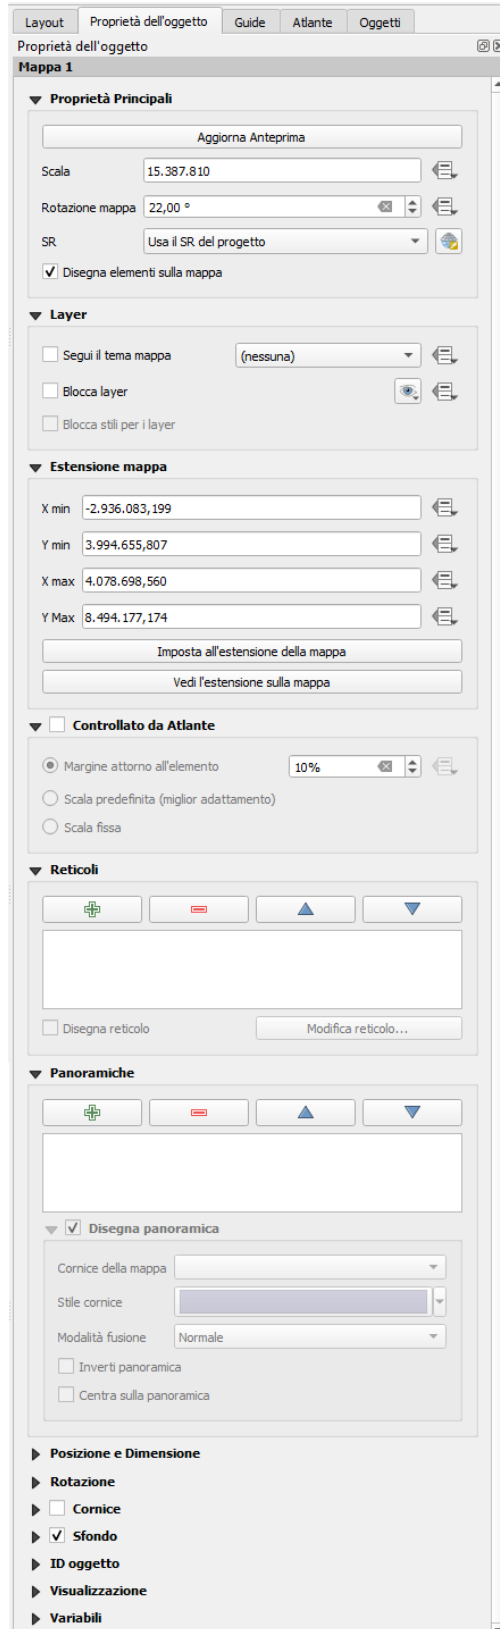 Layout Proprietà dell'oggetto Guide Atlante Oggetti
Proprietà dell'oggetto
Mappa 1
Proprietà Principali
Aggiorna Anteprima
Scala 15.387.810
Rotazione mappa 22,00 °
SR Usa il SR del progetto
Disegna elementi sulla mappa
Layer
Segui il tema mappa (nessuna)
Blocca layer
Blocca stili per i layer
Estensione mappa
X min -2.936.083,199
Y min 3.994.655,807
X max 4.078.698,560
Y Max 8.494.177,174
Imposta all'estensione della mappa
Vedi l'estensione sulla mappa
Controllato da Atlante
Margine attorno all'elemento 10%
Scala predefinita (miglior adattamento)
Scala fissa
Reticoli
Disegna reticolo Modifica reticolo...
Panoramiche
Disegna panoramica
Cornice della mappa
Stile cornice
Modalità fusione Normale
Inverti panoramica
Centra sulla panoramica
Posizione e Dimensione
Rotazione
Cornice
Sfondo
ID oggetto
Visualizzazione
Variabili